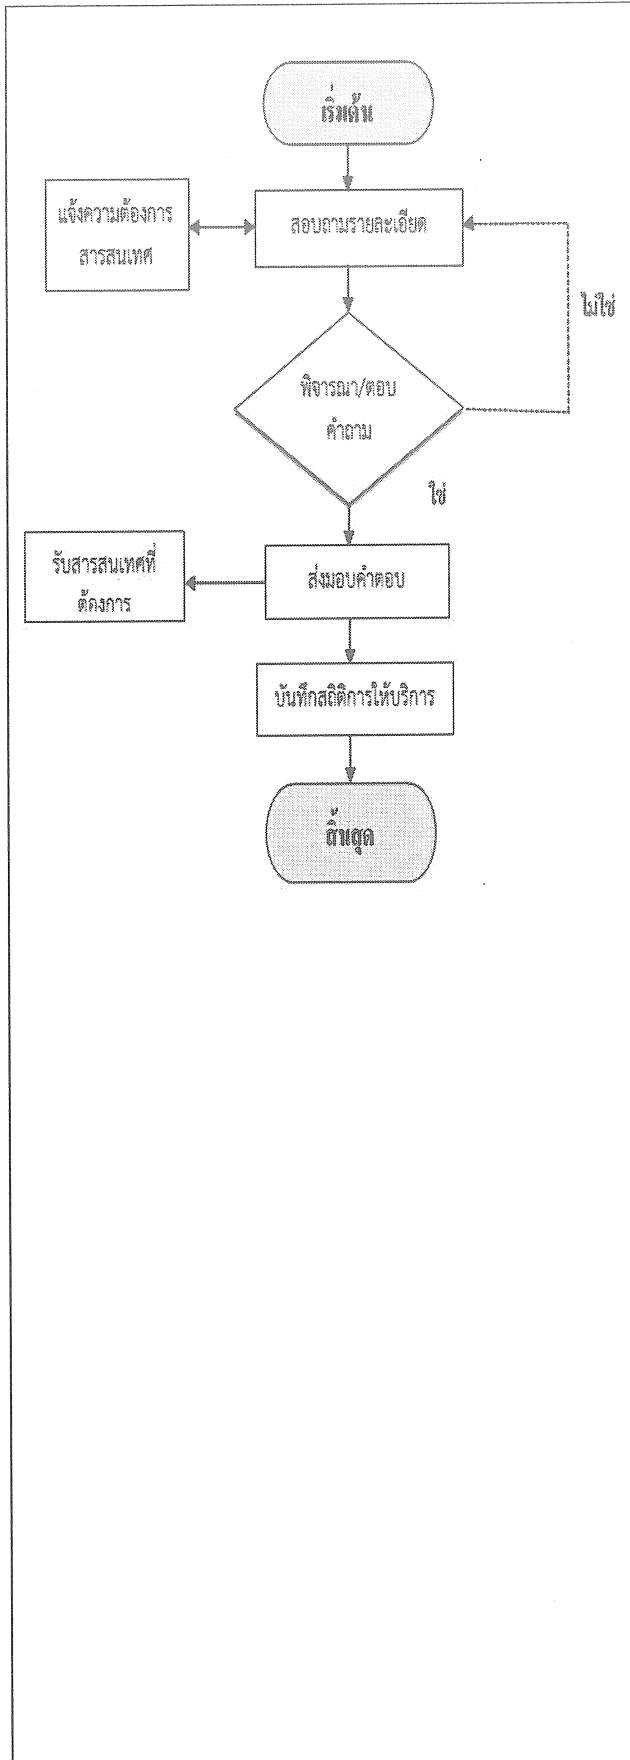 เริ่มต้น
แจ้งความต้องการ
สารสนเทศ
สอบถามรายละเอียด
ไม่ใช่
พิจารณา/ตอบ
คำถาม
ใช่
รับสารสนเทศที่
ต้องการ
ส่งมอบคำตอบ
บันทึกสถิติการให้บริการ
สิ้นสุด